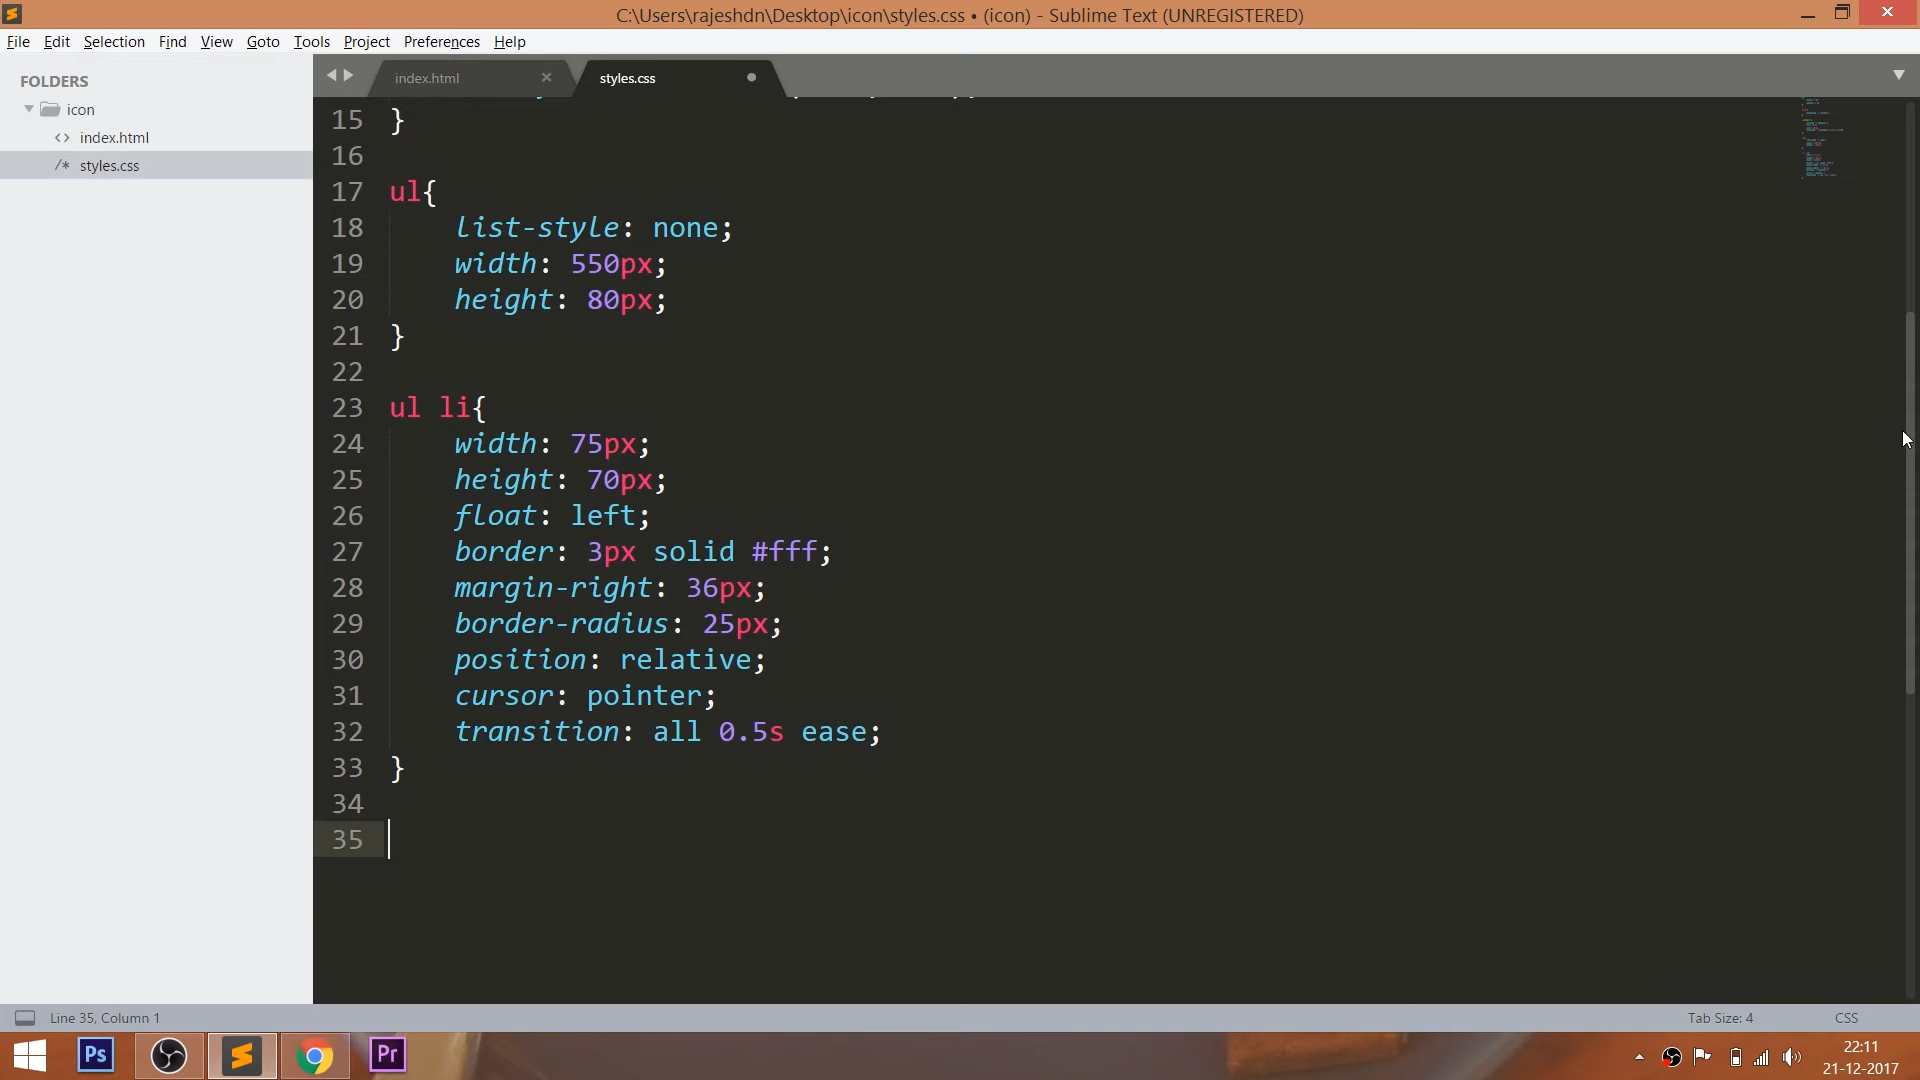 C:\Users\rajeshdn\Desktop\icon\styles.css • (icon) - Sublime Text (UNREGISTERED)
File Edit Selection Find View Goto Tools Project Preferences Help
FOLDERS
icon
<> index.html
/* styles.css
index.html × styles.css
15 }
16
17 ul{
18 list-style: none;
19 width: 550px;
20 height: 80px;
21 }
22
23 ul li{
24 width: 75px;
25 height: 70px;
26 float: left;
27 border: 3px solid #fff;
28 margin-right: 36px;
29 border-radius: 25px;
30 position: relative;
31 cursor: pointer;
32 transition: all 0.5s ease;
33 }
34
35
Line 35, Column 1 Tab Size: 4 CSS
Ps Pr
22:11
21-12-2017